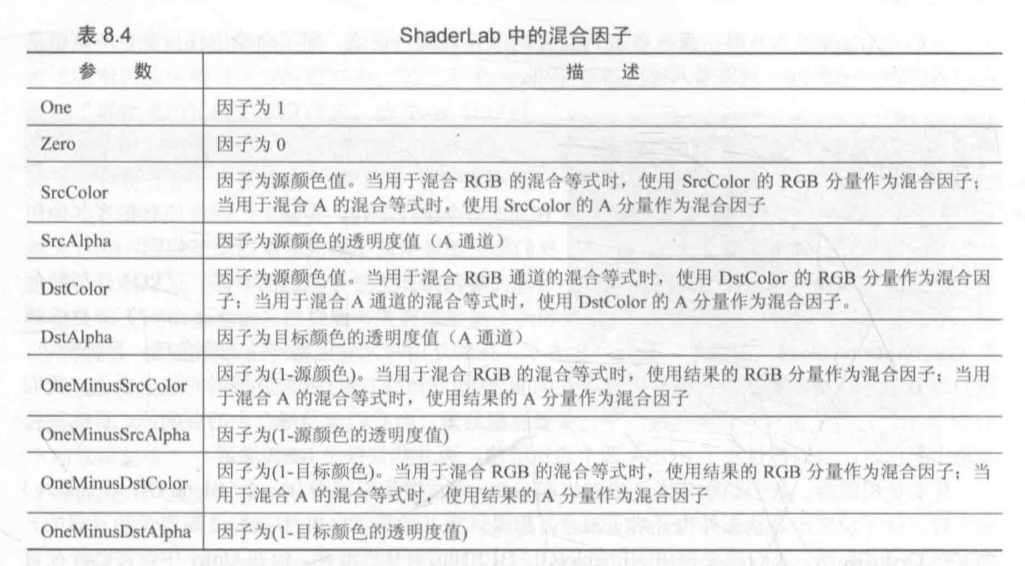 表 8.4 ShaderLab 中的混合因子
参 数 描 述
One 因子为 1
Zero 因子为 0
SrcColor 因子为源颜色值。当用于混合 RGB 的混合等式时，使用 SrcColor 的 RGB 分量作为混合因子；
当用于混合 A 的混合等式时，使用 SrcColor 的 A 分量作为混合因子
SrcAlpha 因子为源颜色的透明度值（A 通道）
DstColor 因子为源颜色值。当用于混合 RGB 通道的混合等式时，使用 DstColor 的 RGB 分量作为混合因
子；当用于混合 A 通道的混合等式时，使用 DstColor 的 A 分量作为混合因子。
DstAlpha 因子为目标颜色的透明度值（A 通道）
OneMinusSrcColor 因子为(1-源颜色)。当用于混合 RGB 的混合等式时，使用结果的 RGB 分量作为混合因子；当用
于混合 A 的混合等式时，使用结果的 A 分量作为混合因子
OneMinusSrcAlpha 因子为(1-源颜色的透明度值)
OneMinusDstColor 因子为(1-目标颜色)。当用于混合 RGB 的混合等式时，使用结果的 RGB 分量作为混合因子；当
用于混合 A 的混合等式时，使用结果的 A 分量作为混合因子
OneMinusDstAlpha 因子为(1-目标颜色的透明度值)